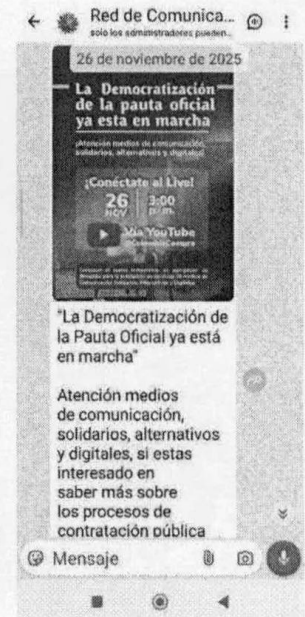 Red de Comunica...
solo los administradores pueden...
26 de noviembre de 2025
La Democratización
de la pauta oficial
ya está en marcha
¡Atención medios de comunicación,
solidarios, alternativos y digitales!
¡Conéctate al Live!
26
NOV
3:00
p.m.
Vía YouTube
"La Democratización de
la Pauta Oficial ya está
en marcha"
Atención medios
de comunicación,
solidarios, alternativos
y digitales, si estas
interesado en
saber más sobre
los procesos de
contratación pública
Mensaje